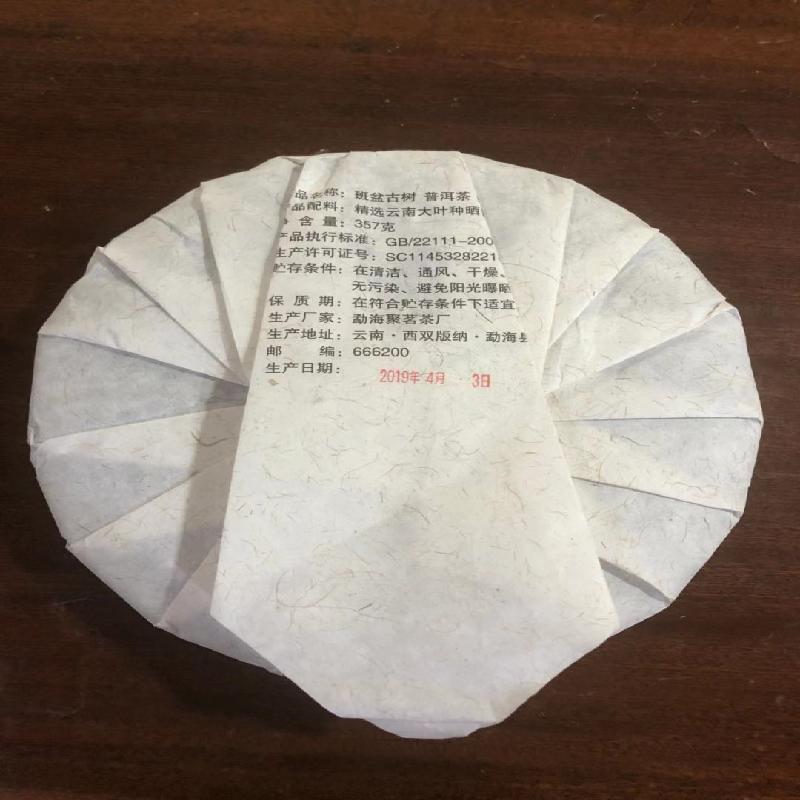 品名称：班盆古树 普洱茶
产品配料：精选云南大叶种晒
含 量：357克
产品执行标准：GB/22111-200
生产许可证号：SC1145328221
贮存条件：在清洁、通风、干燥、
无污染、避免阳光曝晒
保 质 期：在符合贮存条件下适宜
生产厂家：勐海聚茗茶厂
生产地址：云南·西双版纳·勐海县
邮 编：666200
生产日期：2019年4月 3日